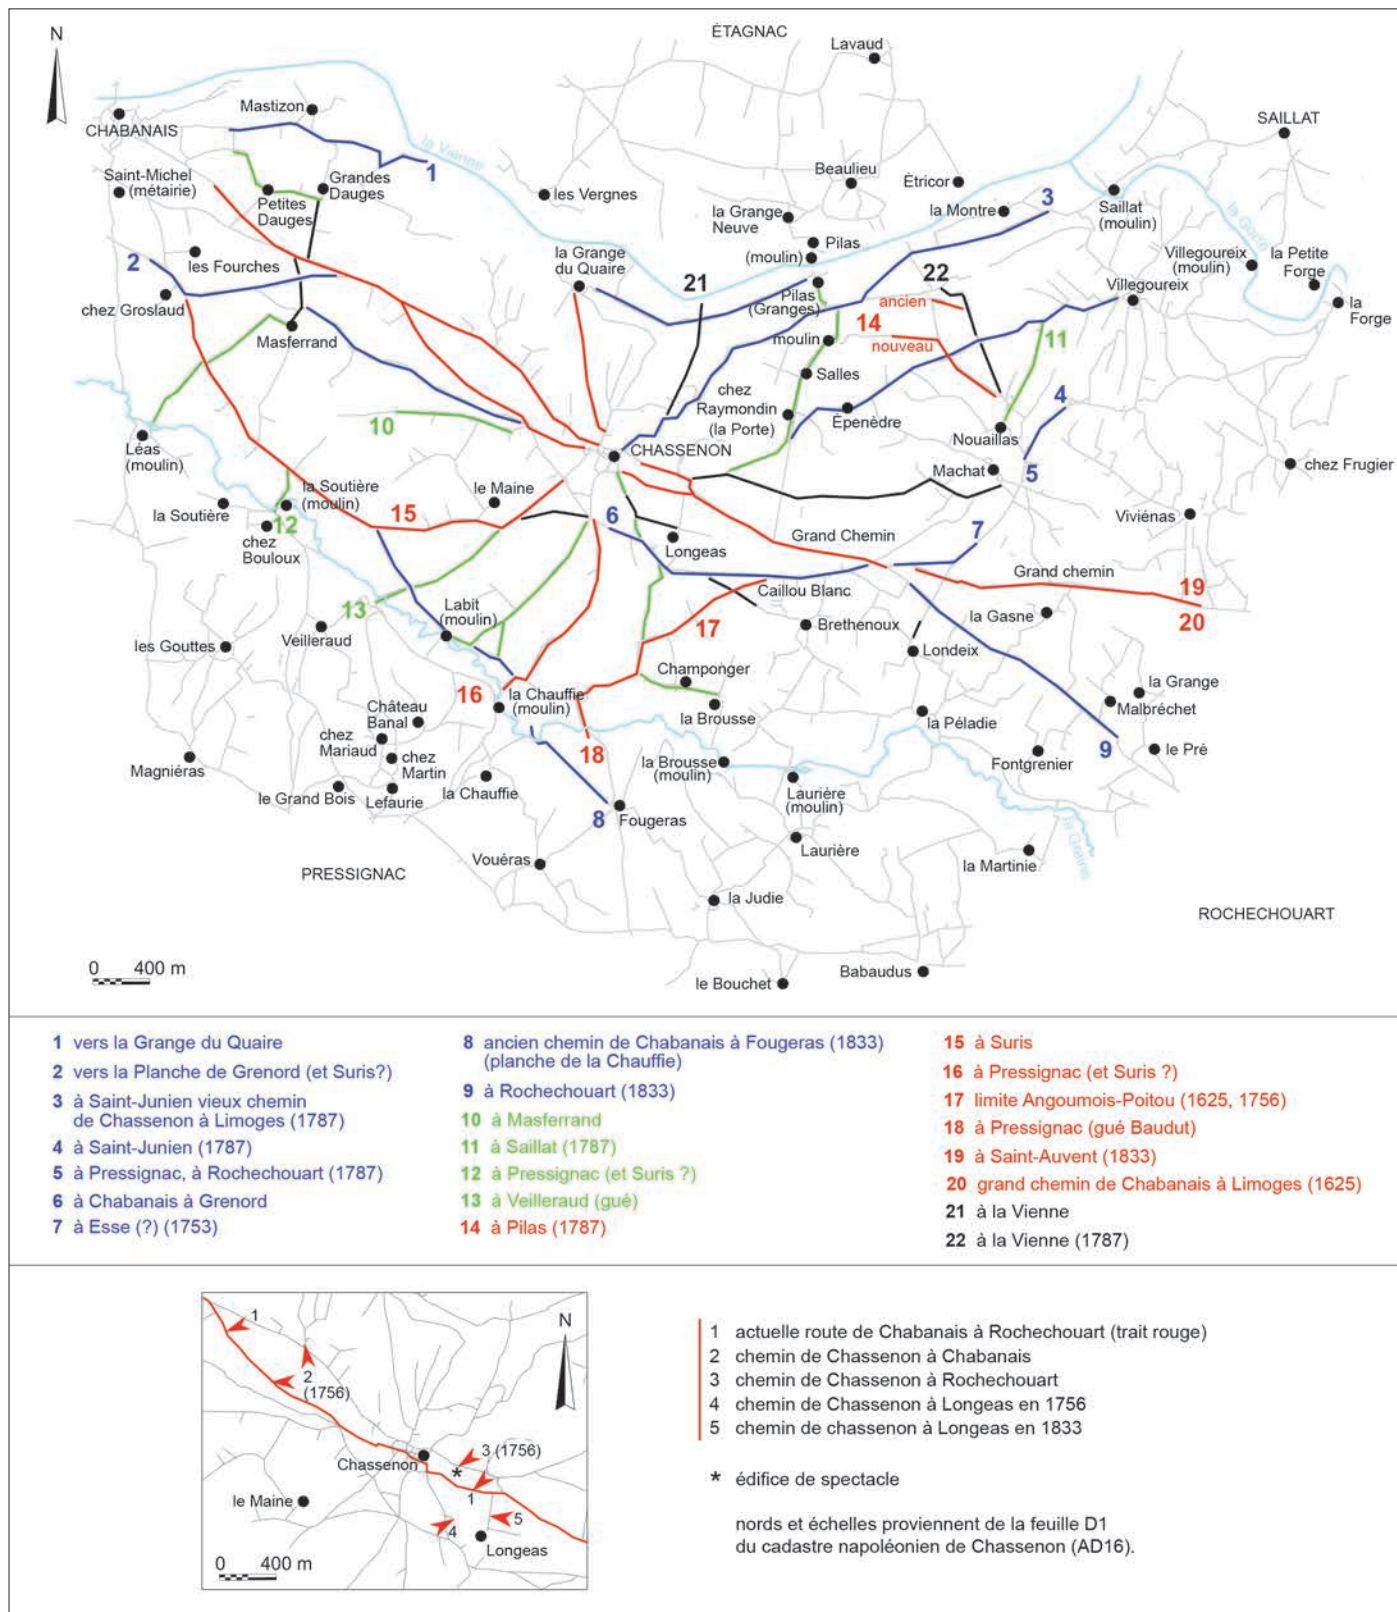 N
ÉTAGNAC
Lavaud
Mastizon
CHABANAIS
SAILLAT
la Vienne
1
Saint-Michel
(métairie)
Grandes
Dauges
Petites
Dauges
les Vergnes
Beaulieu
Étricor
la Montre
3
Saillat
(moulin)
la Gorre
la Grange
Neuve
Pilas
(moulin)
Villegoureix
(moulin)
la Petite
Forge
2
les Fourches
la Grange
du Quaire
21
22
Pilas
(Granges)
Villegoureix
la
Forge
chez Groslaud
ancien
14
nouveau
Masferrand
moulin
11
Salles
chez
Raymondin
(la Porte)
4
10
Épenèdre
Nouaillas
Léas
(moulin)
CHASSENON
Machat
5
chez Frugier
la Soutière
(moulin)
le Maine
la Soutière
15
12
chez
Bouloux
6
Longeas
Grand Chemin
7
Viviénas
Grand chemin
19
20
13
Caillou Blanc
Labit
(moulin)
la Gasne
Veilleraud
17
Brethenoux
les Gouttes
Londeix
Champonger
16
la Chauffie
(moulin)
la Grange
Malbréchet
Château
Banal
la Brousse
la Péladie
chez
Mariaud
18
9
le Pré
chez
Martin
la Brousse
(moulin)
Fontgrenier
Magniéras
le Grand Bois
Lefaurie
la Chauffie
Laurière
(moulin)
8
Fougeras
la Graine
Vouéras
Laurière
la Martinie
PRESSIGNAC
la Judie
ROCHECHOUART
0 400 m
le Bouchet
Babaudus
1 vers la Grange du Quaire
2 vers la Planche de Grenord (et Suris?)
3 à Saint-Junien vieux chemin
de Chassenon à Limoges (1787)
4 à Saint-Junien (1787)
5 à Pressignac, à Rochechouart (1787)
6 à Chabanais à Grenord
7 à Esse (?) (1753)
8 ancien chemin de Chabanais à Fougeras (1833)
(planche de la Chauffie)
9 à Rochechouart (1833)
10 à Masferrand
11 à Saillat (1787)
12 à Pressignac (et Suris ?)
13 à Veilleraud (gué)
14 à Pilas (1787)
15 à Suris
16 à Pressignac (et Suris ?)
17 limite Angoumois-Poitou (1625, 1756)
18 à Pressignac (gué Baudut)
19 à Saint-Auvent (1833)
20 grand chemin de Chabanais à Limoges (1625)
21 à la Vienne
22 à la Vienne (1787)
1
N
2
(1756)
3 (1756)
Chassenon
*
1
le Maine
4
5
Longeas
0 400 m
1 actuelle route de Chabanais à Rochechouart (trait rouge)
2 chemin de Chassenon à Chabanais
3 chemin de Chassenon à Rochechouart
4 chemin de Chassenon à Longeas en 1756
5 chemin de chassenon à Longeas en 1833
* édifice de spectacle
nords et échelles proviennent de la feuille D1
du cadastre napoléonien de Chassenon (AD16).